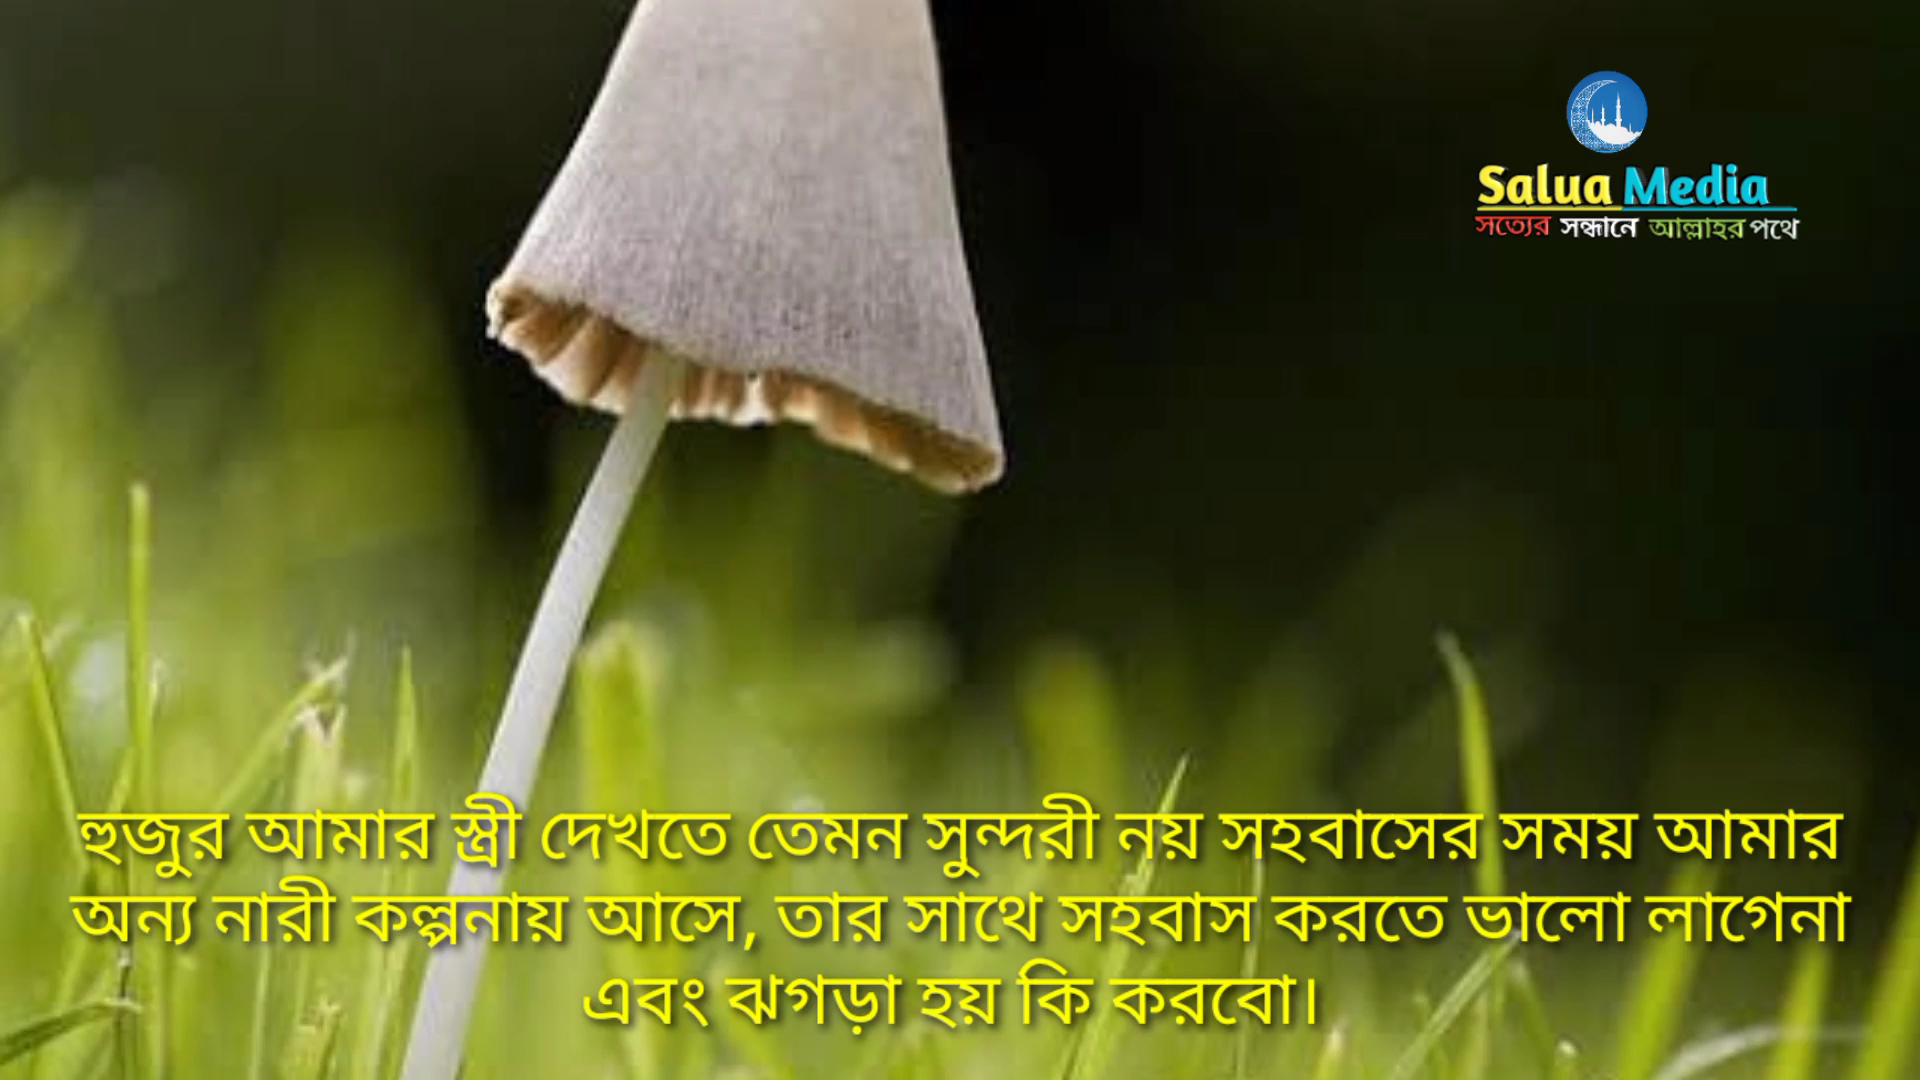 Salua Media
সত্যের সন্ধানে আল্লাহর পথে
হুজুর আমার স্ত্রী দেখতে তেমন সুন্দরী নয় সহবাসের সময় আমার
অন্য নারী কল্পনায় আসে, তার সাথে সহবাস করতে ভালো লাগেনা
এবং ঝগড়া হয় কি করবো।